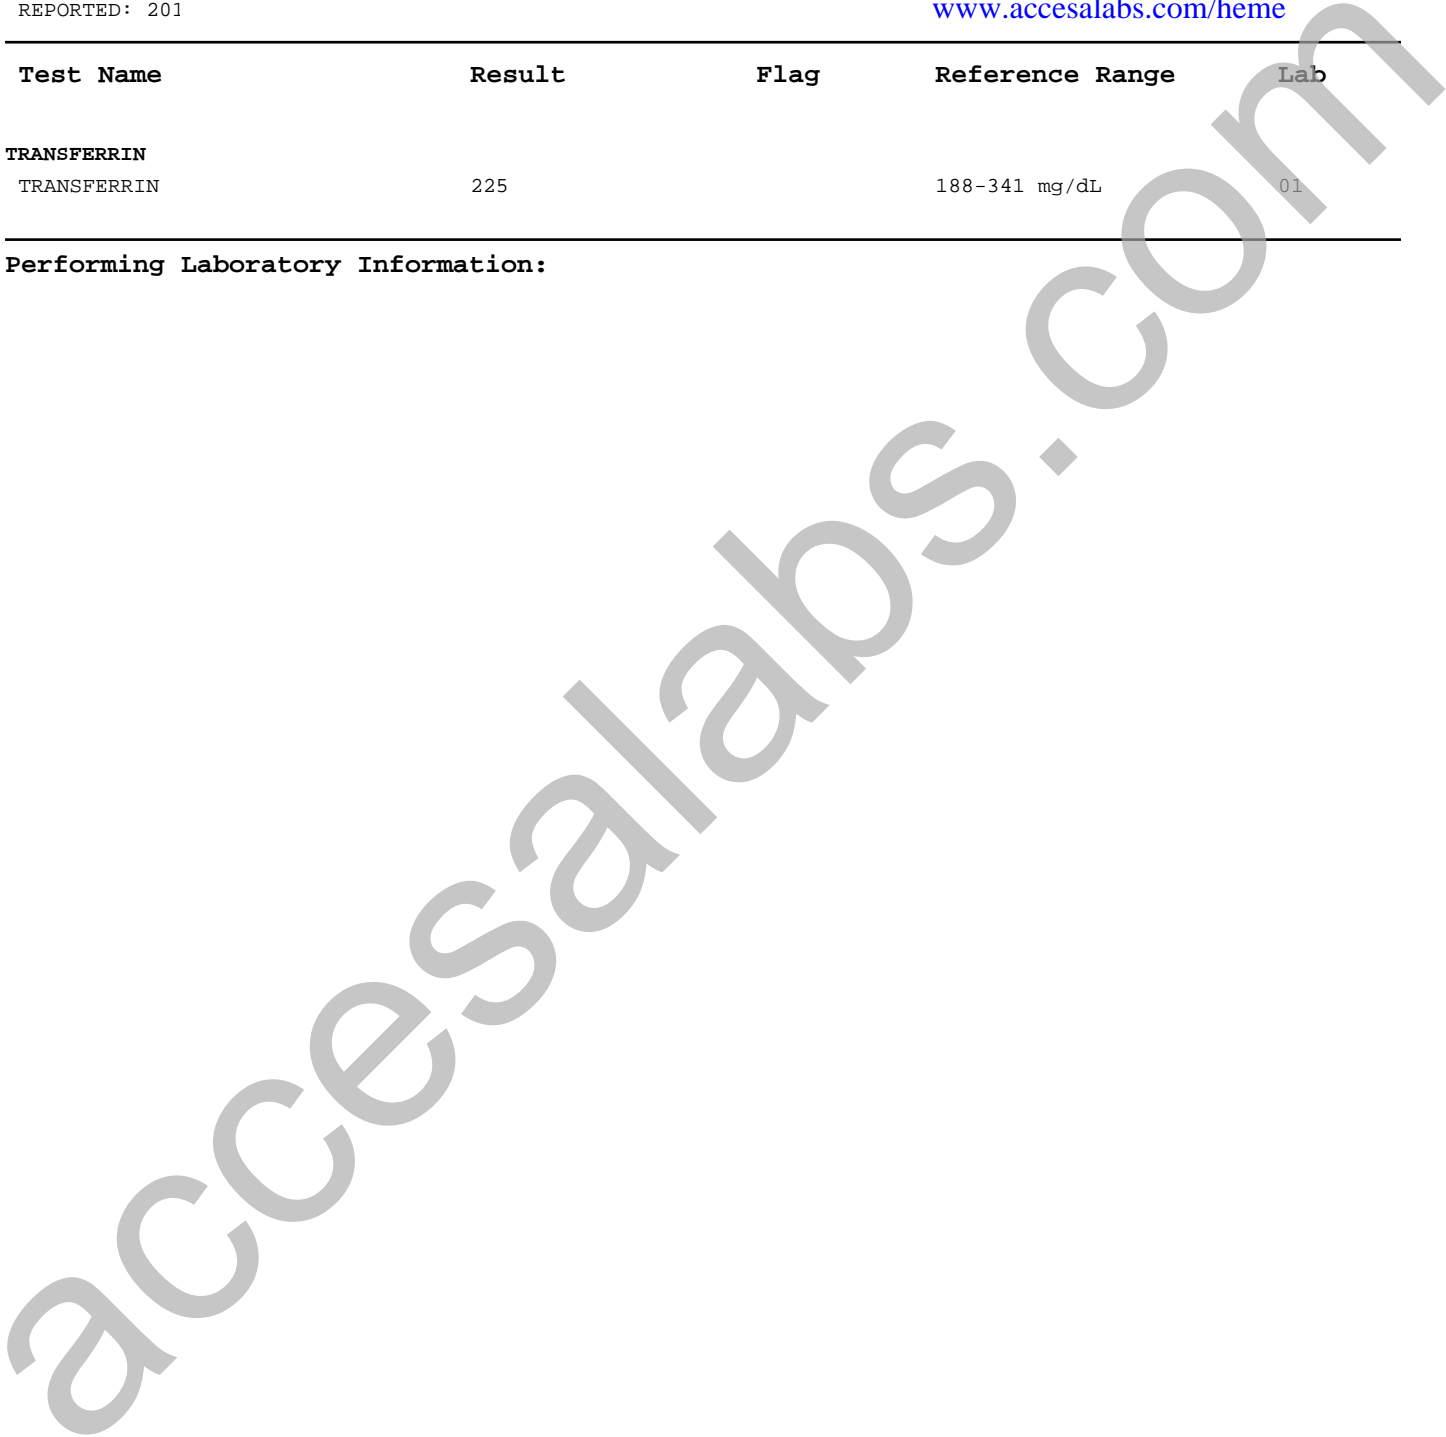 REPORTED: 201 www.accesalabs.com/heme
Test Name Result Flag Reference Range Lab
TRANSFERRIN
TRANSFERRIN 225 188-341 mg/dL 01
Performing Laboratory Information:
accesalabs.com